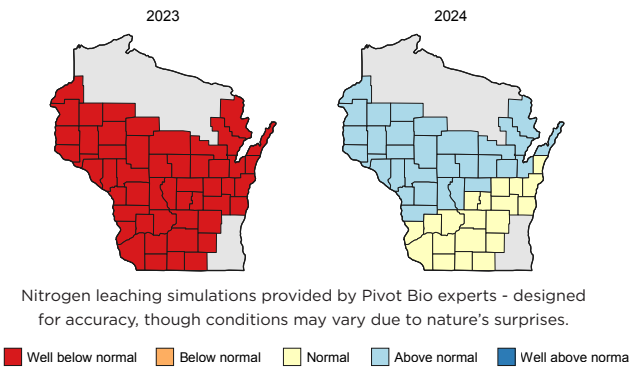 2023 2024
Nitrogen leaching simulations provided by Pivot Bio experts - designed
for accuracy, though conditions may vary due to nature's surprises.
Well below normal Below normal Normal Above normal Well above norma